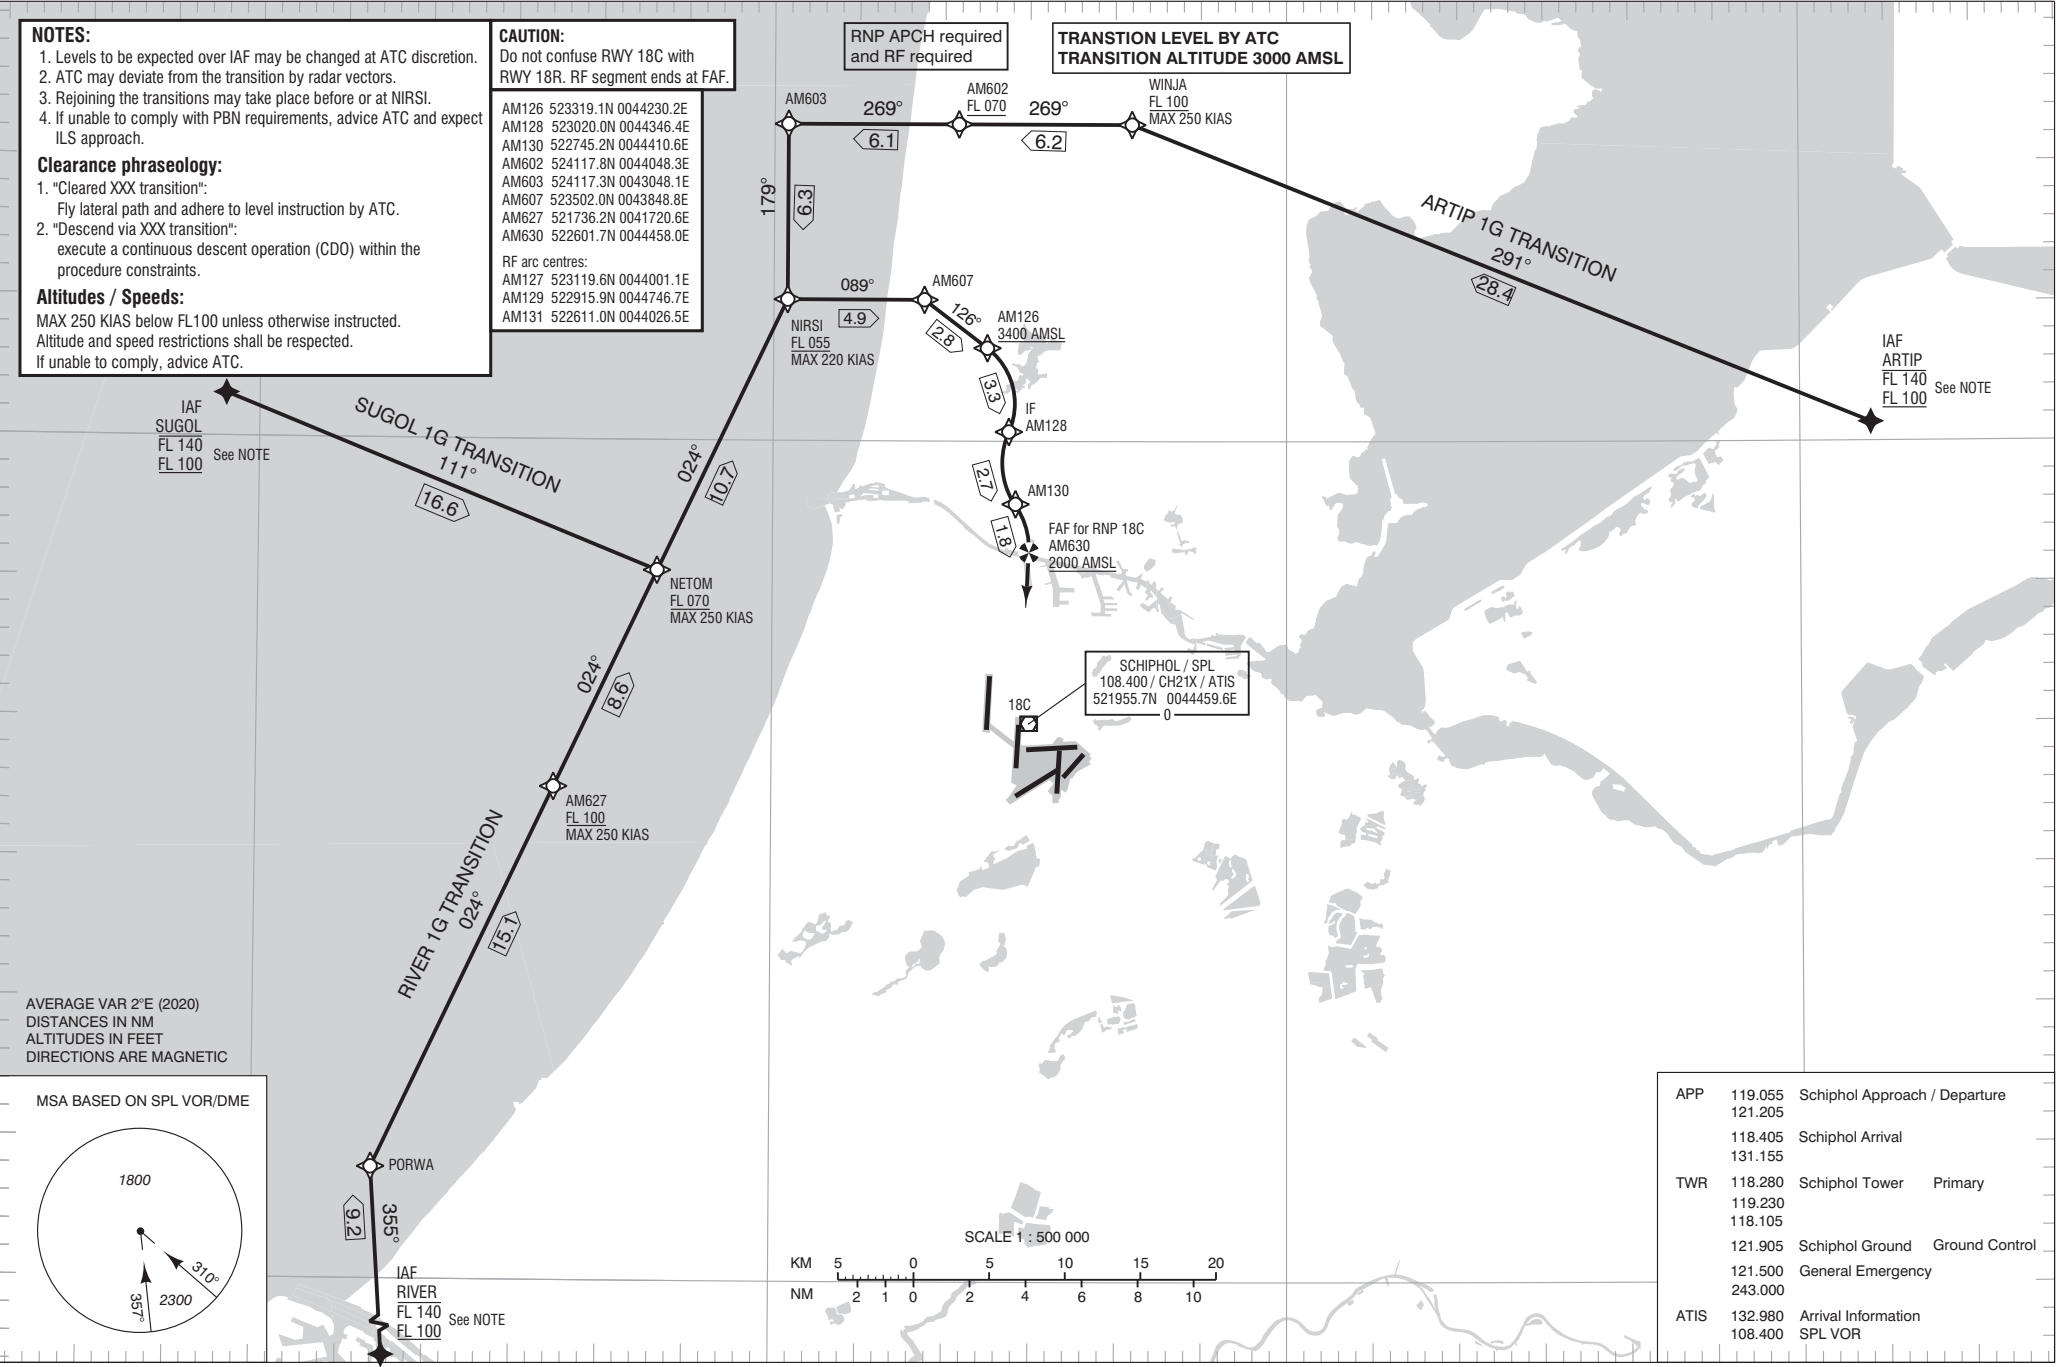 NOTES:
1. Levels to be expected over IAF may be changed at ATC discretion.
2. ATC may deviate from the transition by radar vectors.
3. Rejoining the transitions may take place before or at NIRSI.
4. If unable to comply with PBN requirements, advice ATC and expect
ILS approach.
Clearance phraseology:
1. "Cleared XXX transition":
Fly lateral path and adhere to level instruction by ATC.
2. "Descend via XXX transition":
execute a continuous descent operation (CDO) within the
procedure constraints.
Altitudes / Speeds:
MAX 250 KIAS below FL100 unless otherwise instructed.
Altitude and speed restrictions shall be respected.
If unable to comply, advice ATC.
CAUTION:
Do not confuse RWY 18C with
RWY 18R. RF segment ends at FAF.
AM126 523319.1N 0044230.2E
AM128 523020.0N 0044346.4E
AM130 522745.2N 0044410.6E
AM602 524117.8N 0044048.3E
AM603 524117.3N 0043048.1E
AM607 523502.0N 0043848.8E
AM627 521736.2N 0041720.6E
AM630 522601.7N 0044458.0E
RF arc centres:
AM127 523119.6N 0044001.1E
AM129 522915.9N 0044746.7E
AM131 522611.0N 0044026.5E
RNP APCH required
and RF required
TRANSTION LEVEL BY ATC
TRANSITION ALTITUDE 3000 AMSL
AM603
269°
6.1
AM602
FL 070
269°
6.2
WINJA
FL 100
MAX 250 KIAS
179°
6.3
ARTIP 1G TRANSITION
291°
28.4
IAF
ARTIP
FL 140
FL 100
See NOTE
089°
4.9
AM607
NIRSI
FL 055
MAX 220 KIAS
126°
2.8
AM126
3400 AMSL
3.3
IF
AM128
2.7
AM130
1.8
FAF for RNP 18C
AM630
2000 AMSL
IAF
SUGOL
FL 140
FL 100
See NOTE
SUGOL 1G TRANSITION
111°
16.6
024°
10.7
NETOM
FL 070
MAX 250 KIAS
024°
8.6
SCHIPHOL / SPL
108.400 / CH21X / ATIS
521955.7N 0044459.6E
0
18C
AM627
FL 100
MAX 250 KIAS
RIVER 1G TRANSITION
024°
15.1
AVERAGE VAR 2°E (2020)
DISTANCES IN NM
ALTITUDES IN FEET
DIRECTIONS ARE MAGNETIC
MSA BASED ON SPL VOR/DME
1800
310°
357°
2300
PORWA
9.2
355°
IAF
RIVER
FL 140
FL 100
See NOTE
SCALE 1 : 500 000
KM 5 0 5 10 15 20
NM 2 1 0 2 4 6 8 10
APP 119.055 Schiphol Approach / Departure
121.205
118.405 Schiphol Arrival
131.155
TWR 118.280 Schiphol Tower Primary
119.230
118.105
121.905 Schiphol Ground Ground Control
121.500 General Emergency
243.000
ATIS 132.980 Arrival Information
108.400 SPL VOR